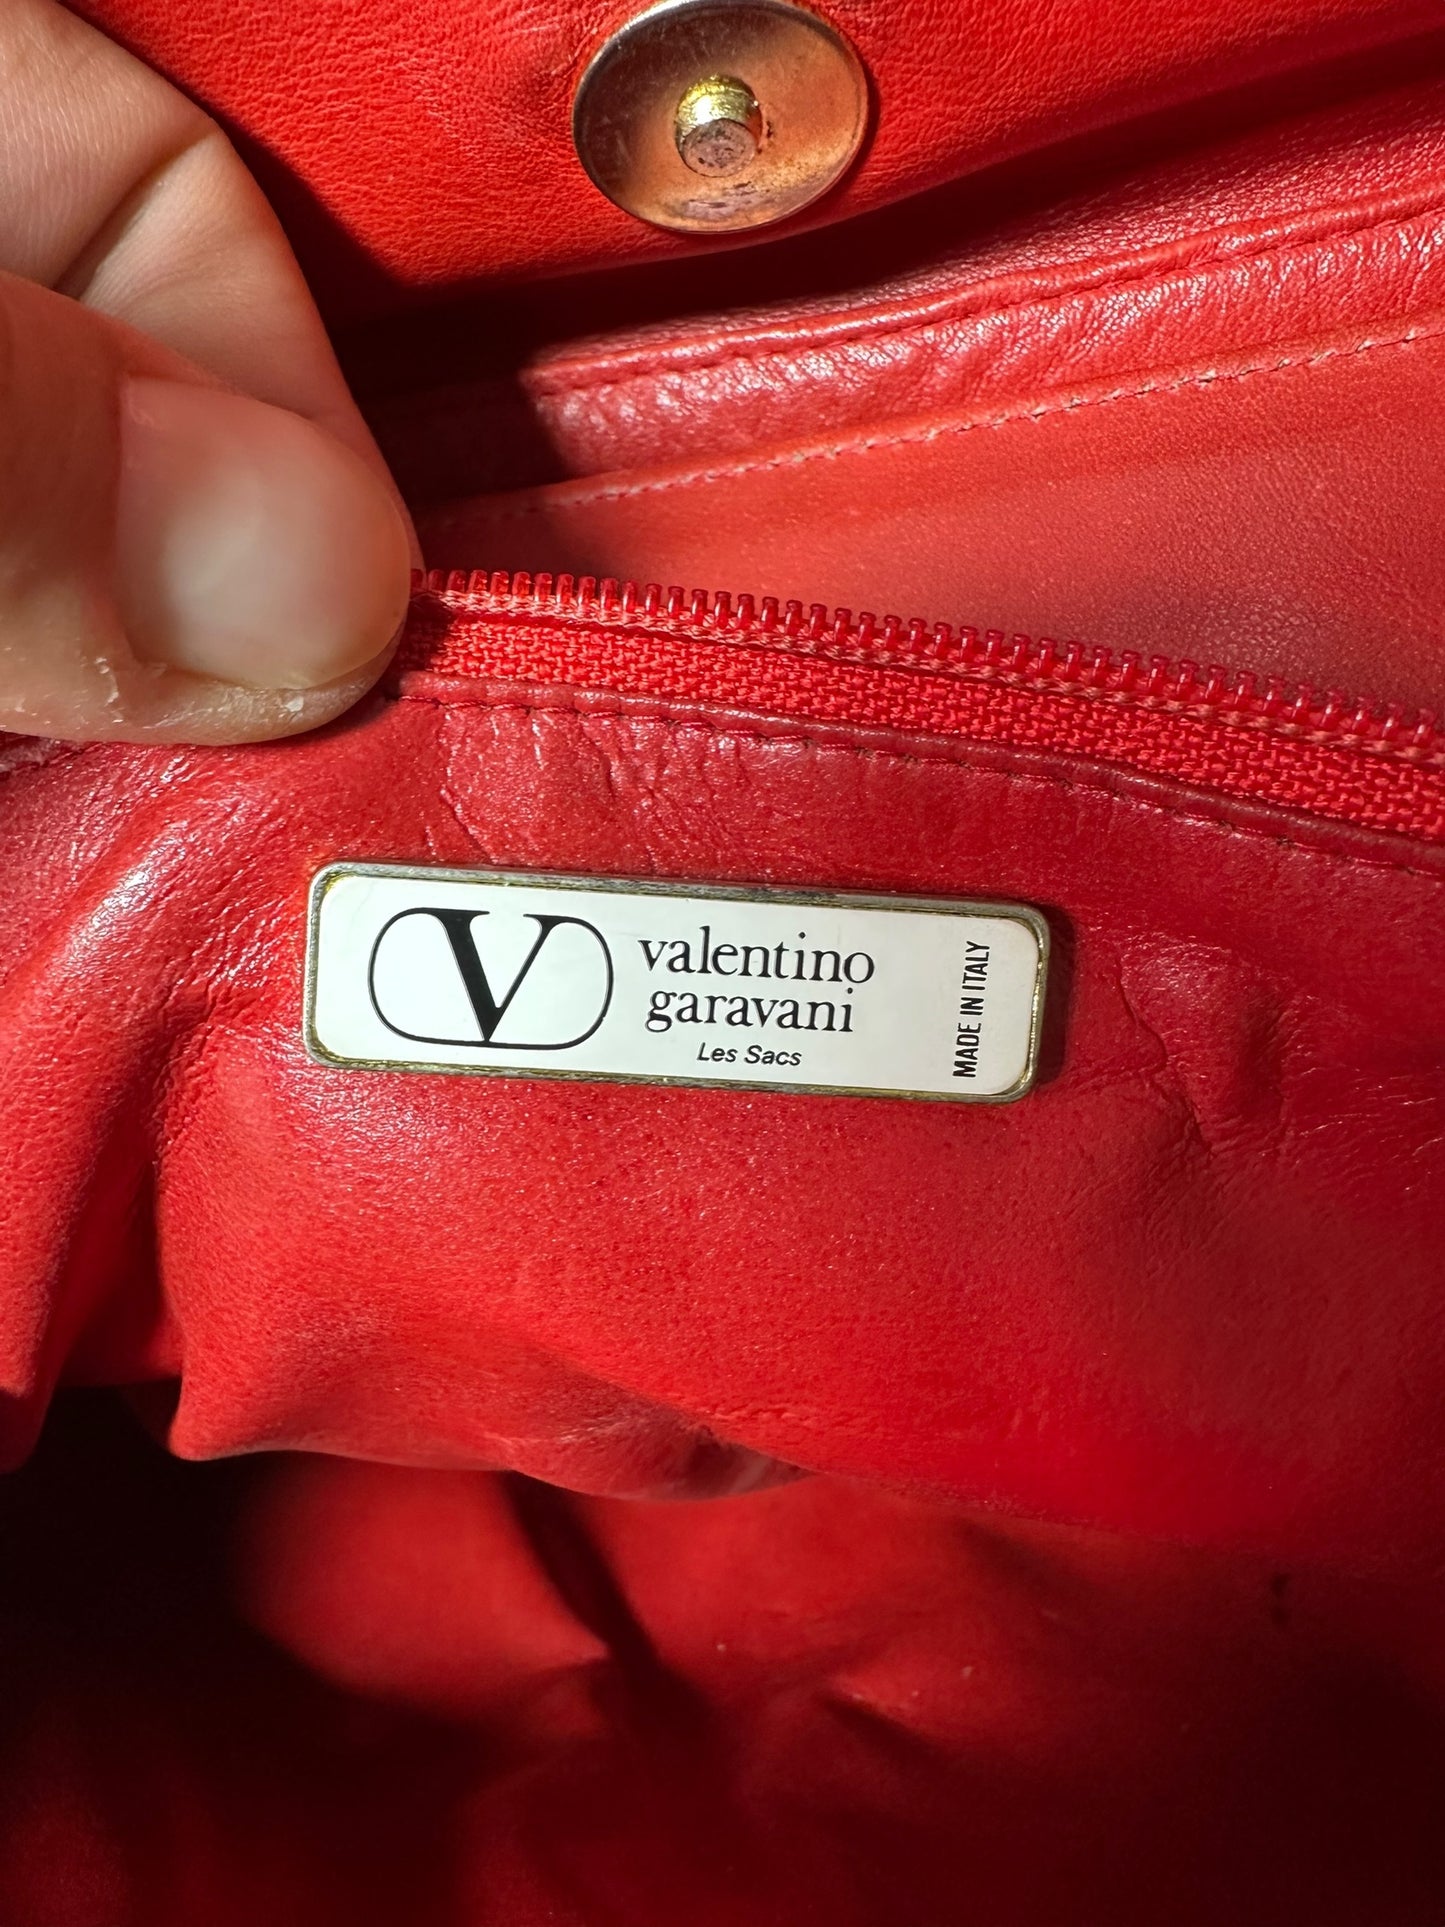 V
valentino
garavani
Les Sacs
MADE IN ITALY